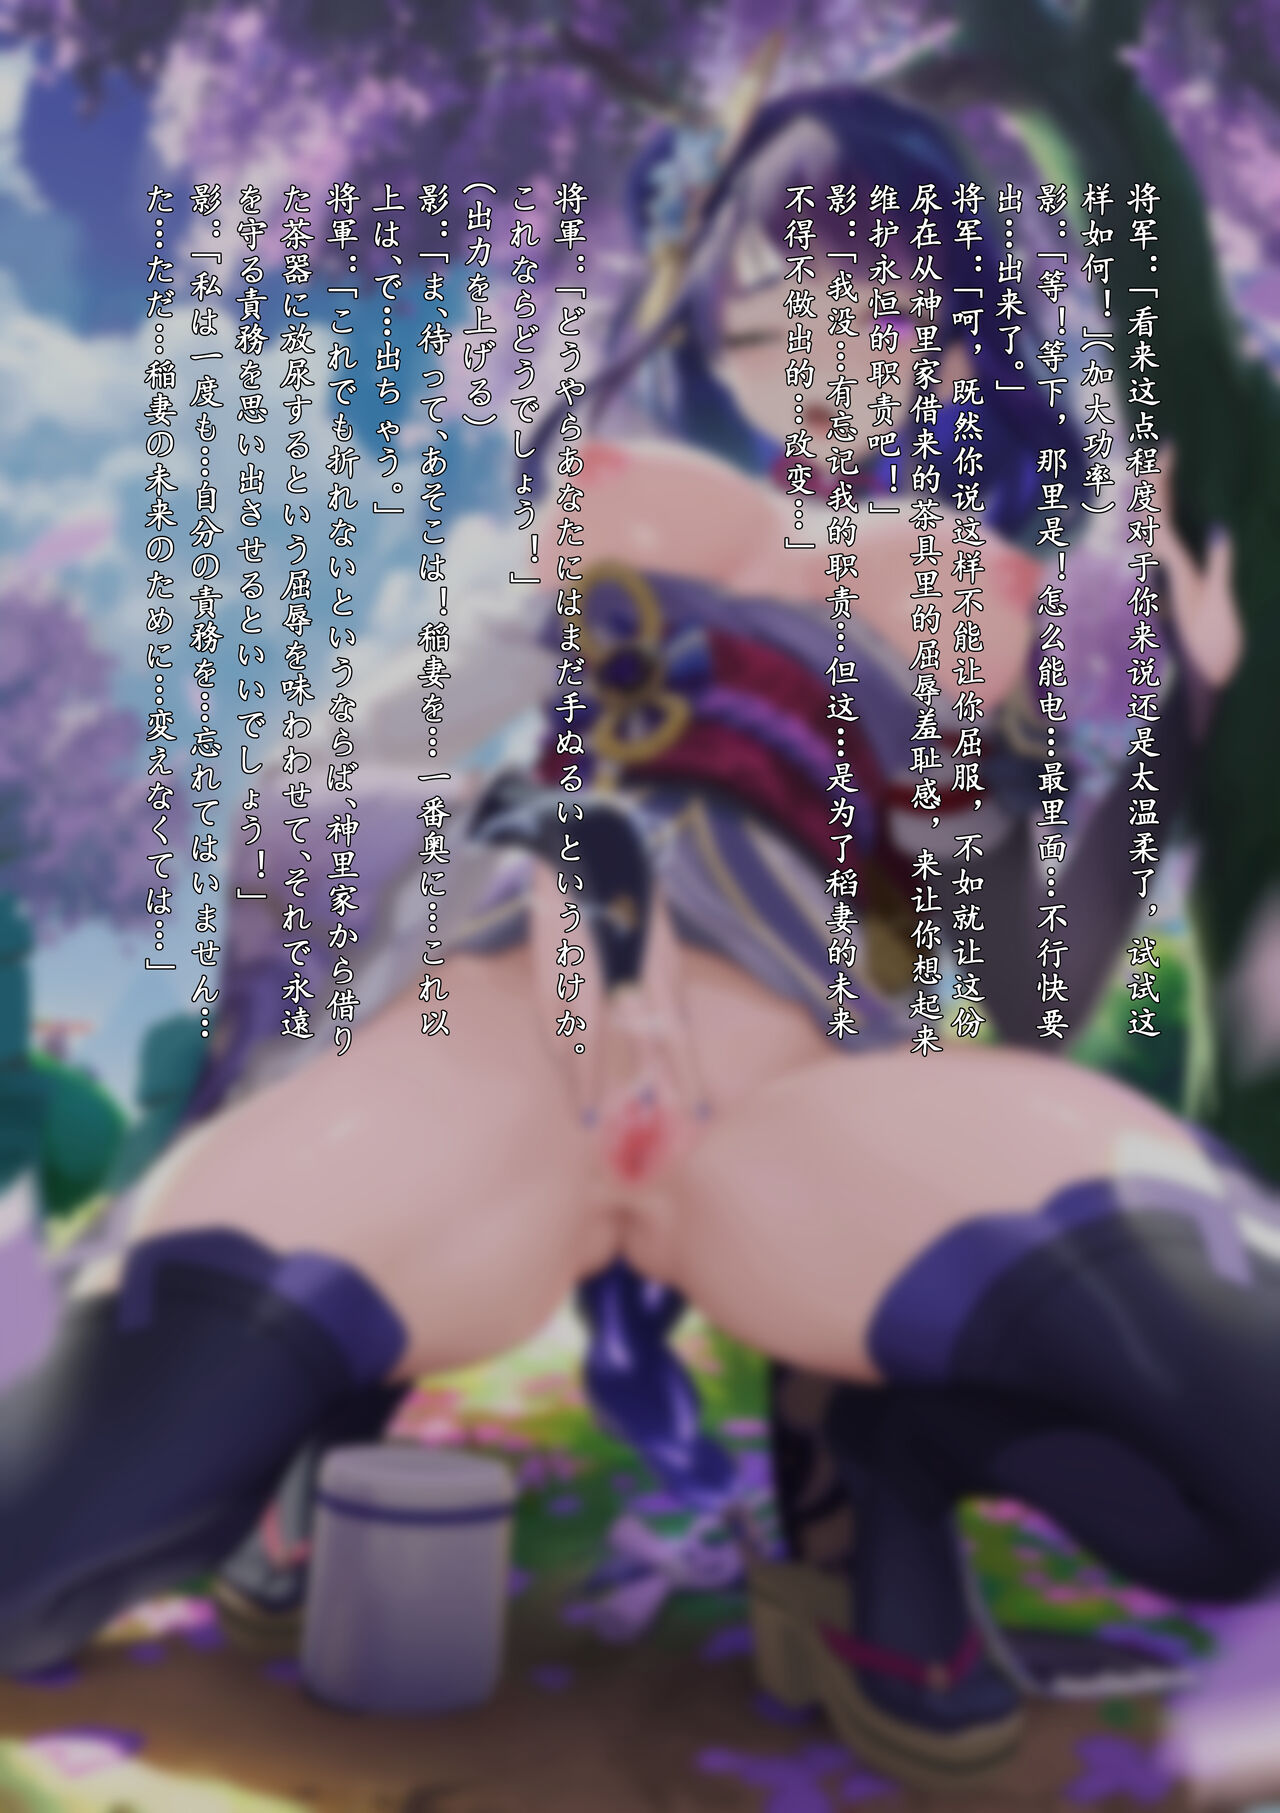 将军：「看来这点程度对于你来说还是太温柔了，试试这
样如何！」（加大功率）
影：「等！等下，那里是！怎么能电…最里面…不行快要
出…出来了。」
将军：「呵，既然你说这样不能让你屈服，不如就让这份
尿在从神里家借来的茶具里的屈辱羞耻感，来让你想起来
维护永恒的职责吧！」
影：「我没…有忘记我的职责…但这…是为了稻妻的未来
不得不做出的…改变…」
将軍：「どうやらあなたにはまだ手ぬるいというわけか。
これならどうでしょう！」
（出力を上げる）
影：「ま、待って、あそこは！稲妻を…一番奥に…これ以
上は、で…出ちゃう。」
将軍：「これでも折れないというならば、神里家から借り
た茶器に放尿するという屈辱を味わわせて、それで永遠
を守る責務を思い出させるといいでしょう！」
影：「私は一度も…自分の責務を…忘れてはいません…
た…ただ…稲妻の未来のために…変えなくては…」